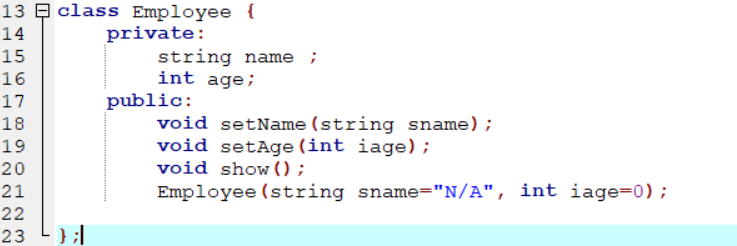 13 class Employee {
14 private:
15 string name ;
16 int age;
17 public:
18 void setName(string sname);
19 void setAge(int iage);
20 void show();
21 Employee(string sname="N/A", int iage=0);
22
23 };